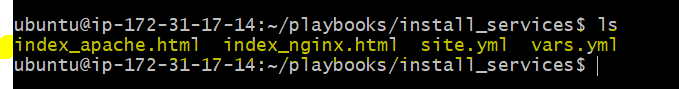 ubuntu@ip-172-31-17-14:~/playbooks/install_services$ ls
index_apache.html  index_nginx.html  site.yml  vars.yml
ubuntu@ip-172-31-17-14:~/playbooks/install_services$